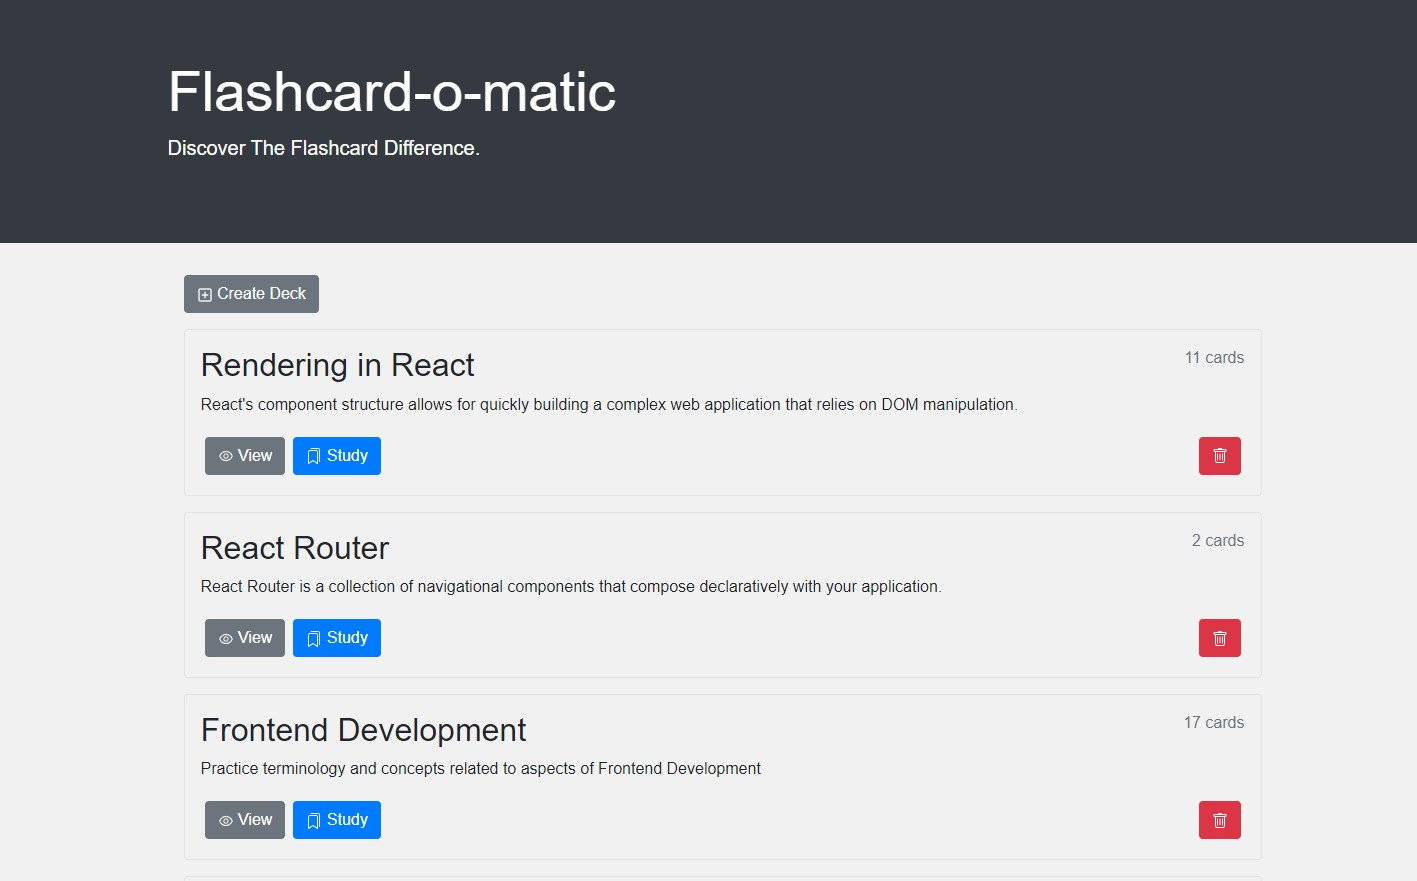 Flashcard-o-matic
Discover The Flashcard Difference.
Create Deck
Rendering in React
11 cards
React's component structure allows for quickly building a complex web application that relies on DOM manipulation.
View Study
React Router
2 cards
React Router is a collection of navigational components that compose declaratively with your application.
View Study
Frontend Development
17 cards
Practice terminology and concepts related to aspects of Frontend Development
View Study